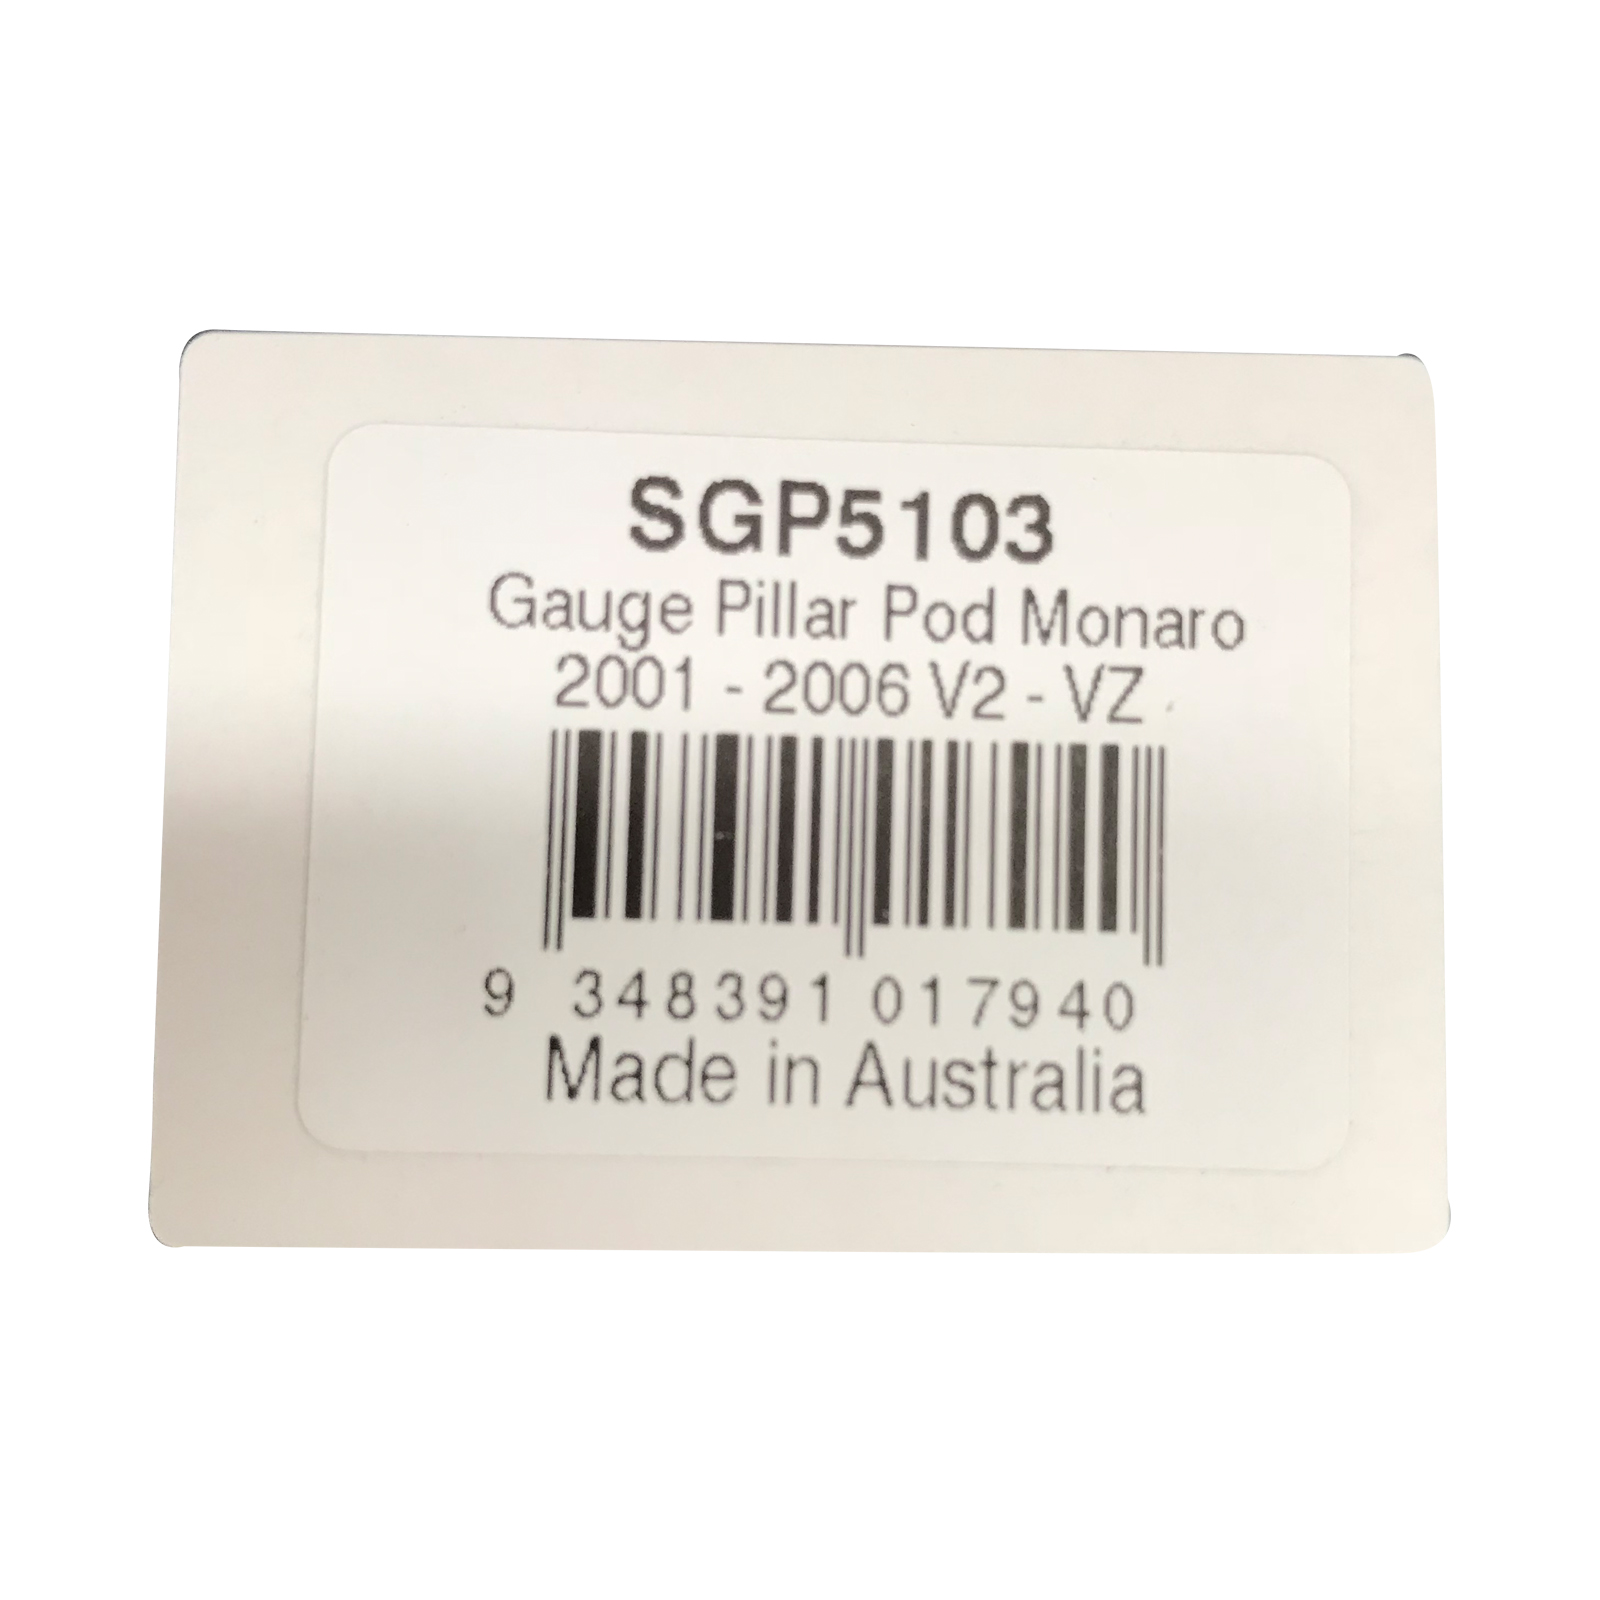 SGP5103
Gauge Pillar Pod Monaro
2001 - 2006 V2 - VZ
9 348391 017940
Made in Australia